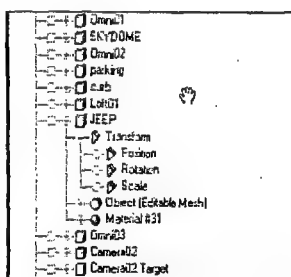 Omni01
SKYDOME
Omni02
parking
curb
Loft01
JEEP
Transform
Position
Rotation
Scale
Object (Editable Mesh)
Material #31
Omni03
Camera02
Camera02 Target